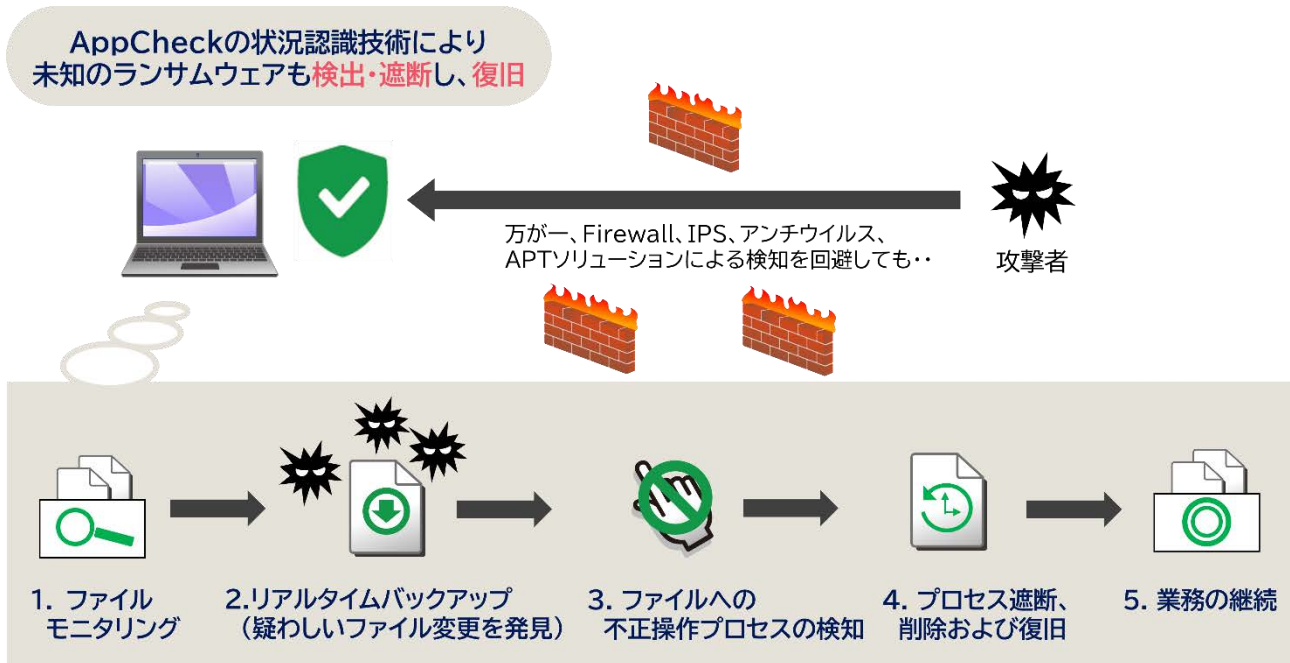 AppCheckの状況認識技術により
未知のランサムウェアも検出・遮断し、復旧
万が一、Firewall、IPS、アンチウイルス、
APTソリューションによる検知を回避しても・・
攻撃者
1. ファイル
モニタリング
2.リアルタイムバックアップ
（疑わしいファイル変更を発見）
3. ファイルへの
不正操作プロセスの検知
4. プロセス遮断、
削除および復旧
5. 業務の継続